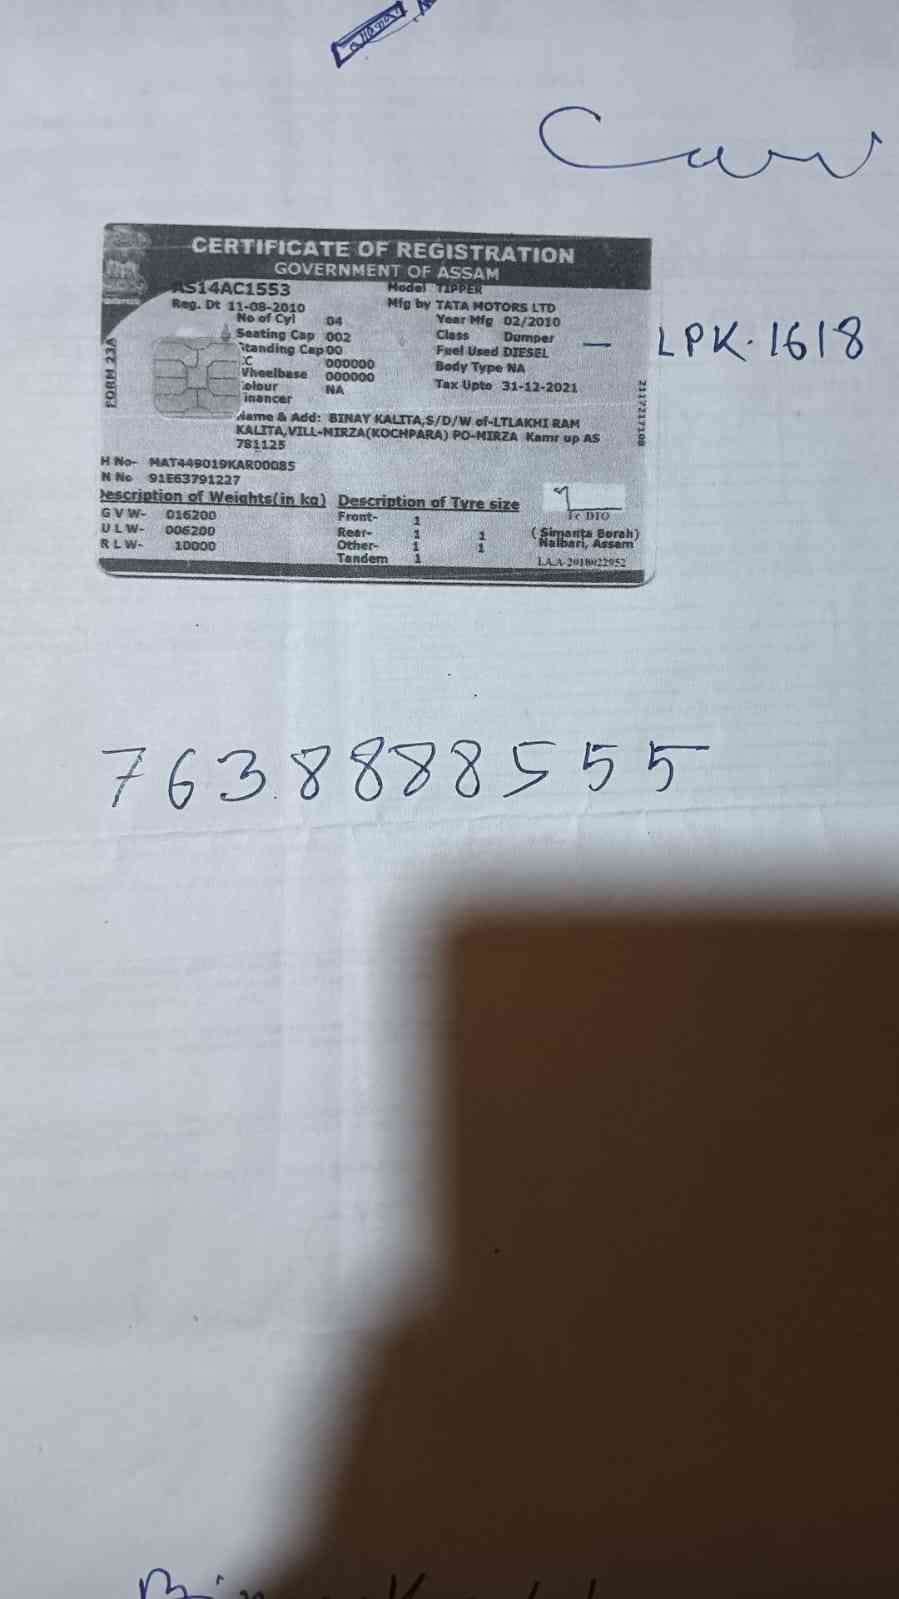 CERTIFICATE OF REGISTRATION
GOVERNMENT OF ASSAM
AS14AC1553 Model TIPPER
Reg. Dt 11-08-2010 Mfg by TATA MOTORS LTD
No of Cyl 04 Year Mfg 02/2010
Seating Cap 002 Class Dumper
Standing Cap 00 Fuel Used DIESEL
C 000000 Body Type NA
Wheelbase 000000
olour NA Tax Upto 31-12-2021
inancer
Name & Add: BINAY KALITA,S/D/W of-LTLAKHI RAM
KALITA,VILL-MIRZA(KOCHPARA) PO-MIRZA Kamr up AS
781125
FORM 23A
2117217108
- LPK.1618
H No- MAT449019KAR00085
N No 91E63791227
Description of Weights(in kg) Description of Tyre size
G V W- 016200 Front- 1
U L W- 006200 Rear- 1 1
R L W- 10000 Other- 1 1
Tandem 1
DTO
(Simanta Borah)
Nalbari, Assam
I.A.A-2018022952
7638888555